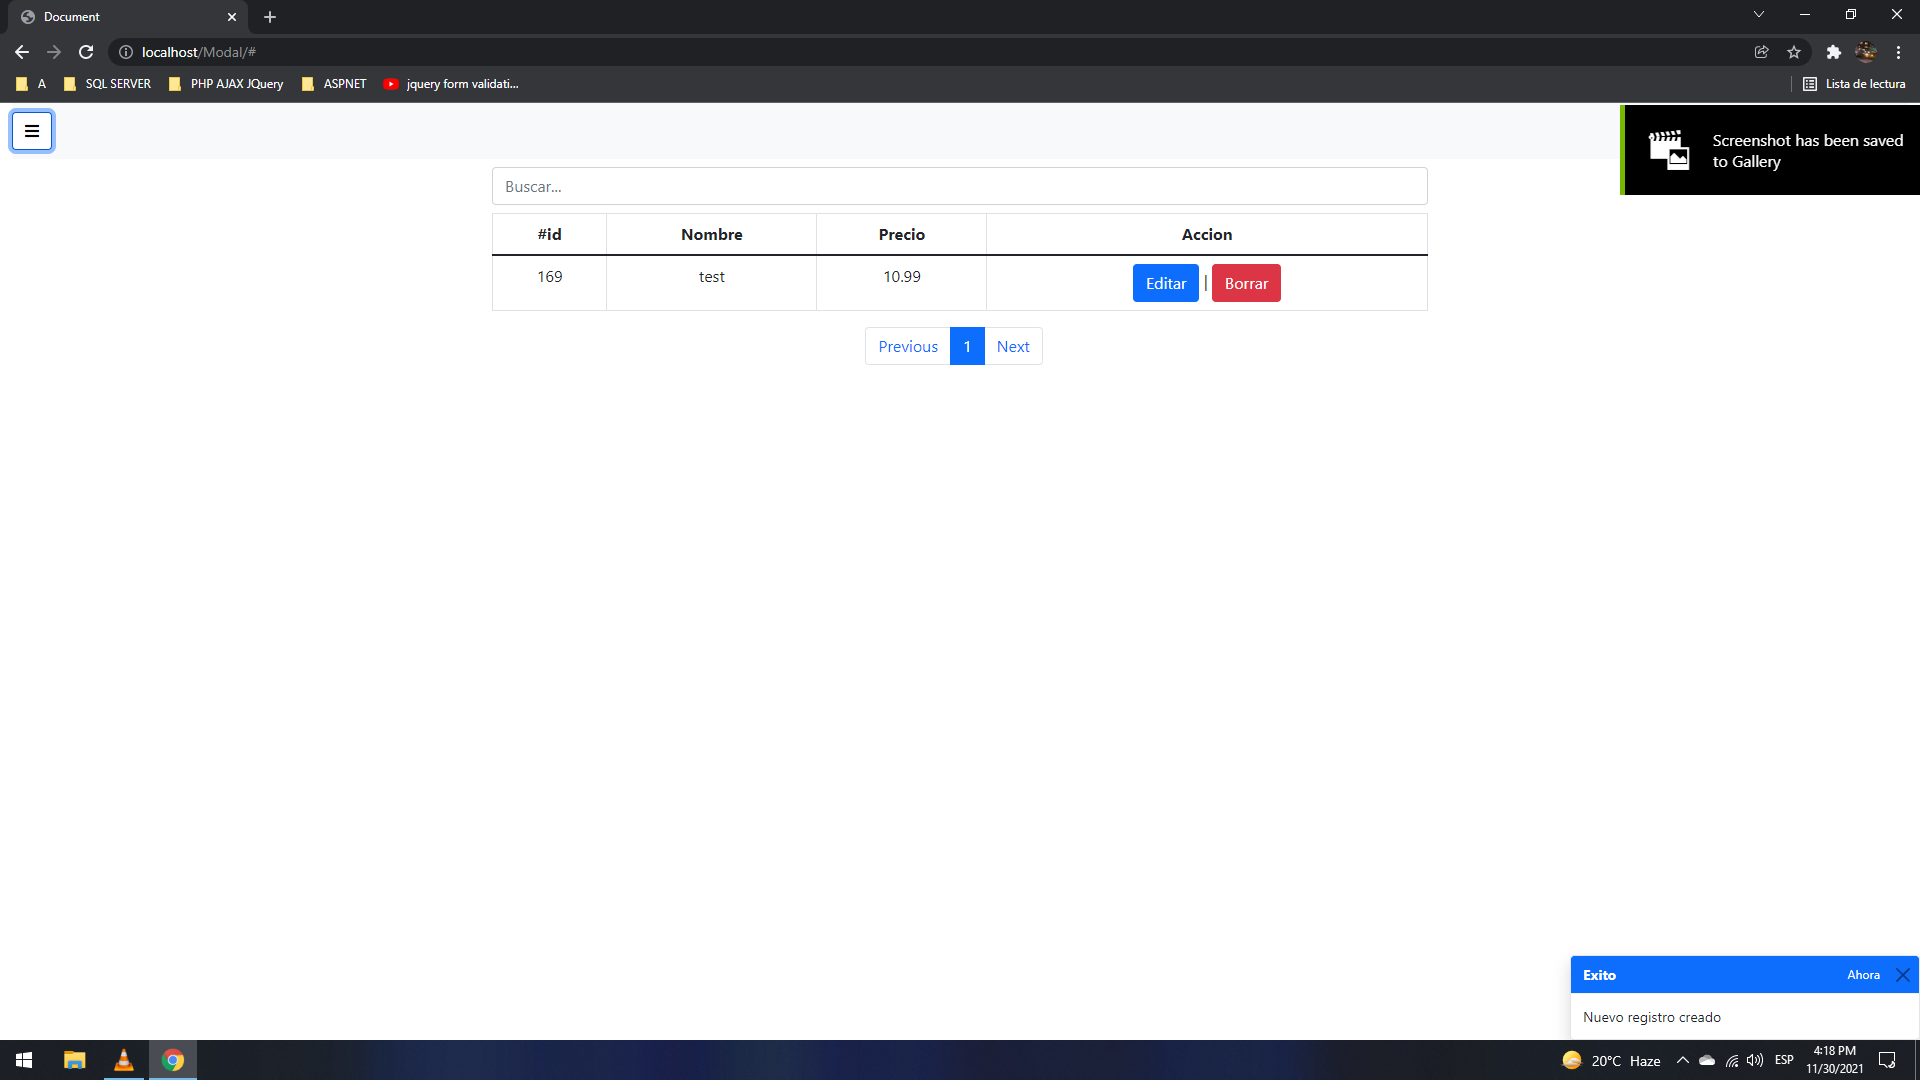 Document
localhost/Modal/#
A
SQL SERVER
PHP AJAX JQuery
ASPNET
jquery form validati...
Lista de lectura
Screenshot has been saved
to Gallery
Buscar...
#id Nombre Precio Accion
169 test 10.99 Editar | Borrar
Previous 1 Next
Exito Ahora
Nuevo registro creado
20°C Haze
ESP
4:18 PM
11/30/2021